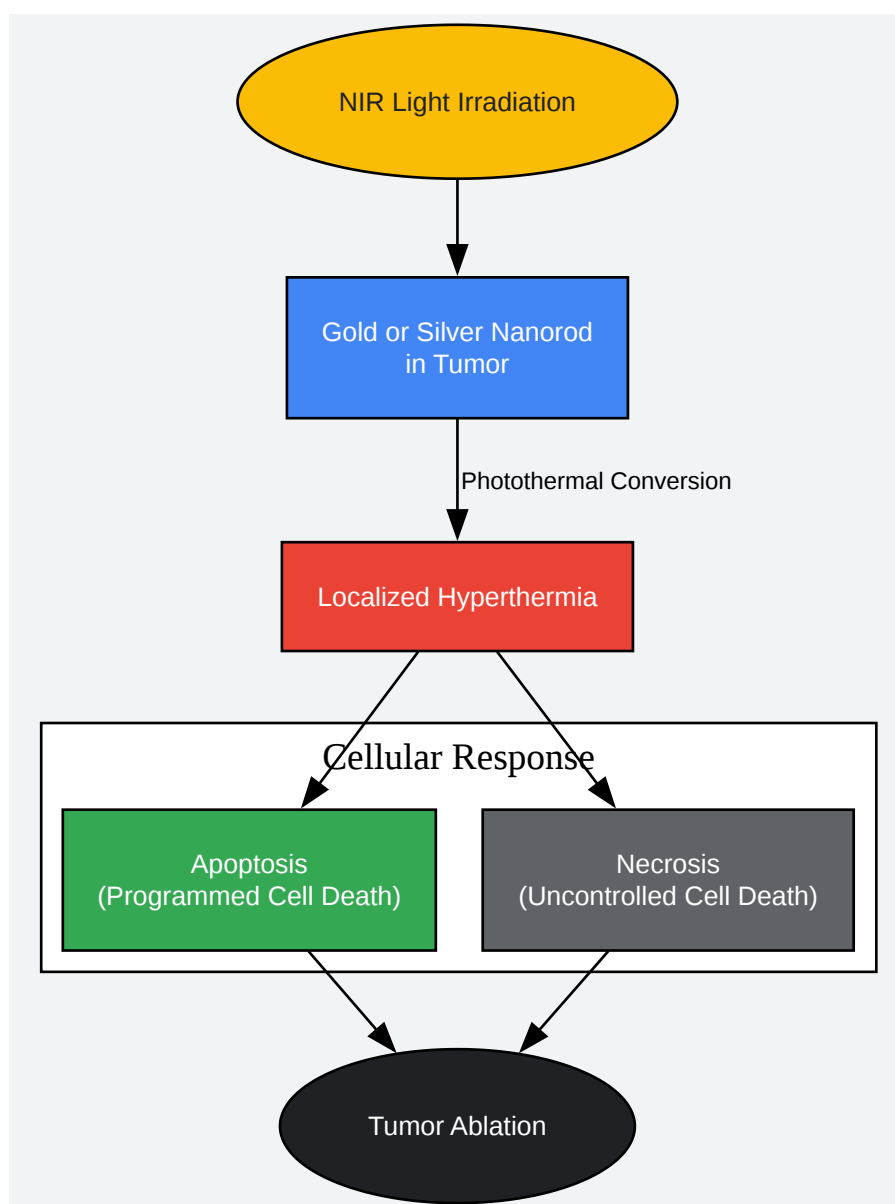 NIR Light Irradiation
Gold or Silver Nanorod
in Tumor
Photothermal Conversion
Localized Hyperthermia
Cellular Response
Apoptosis
(Programmed Cell Death)
Necrosis
(Uncontrolled Cell Death)
Tumor Ablation